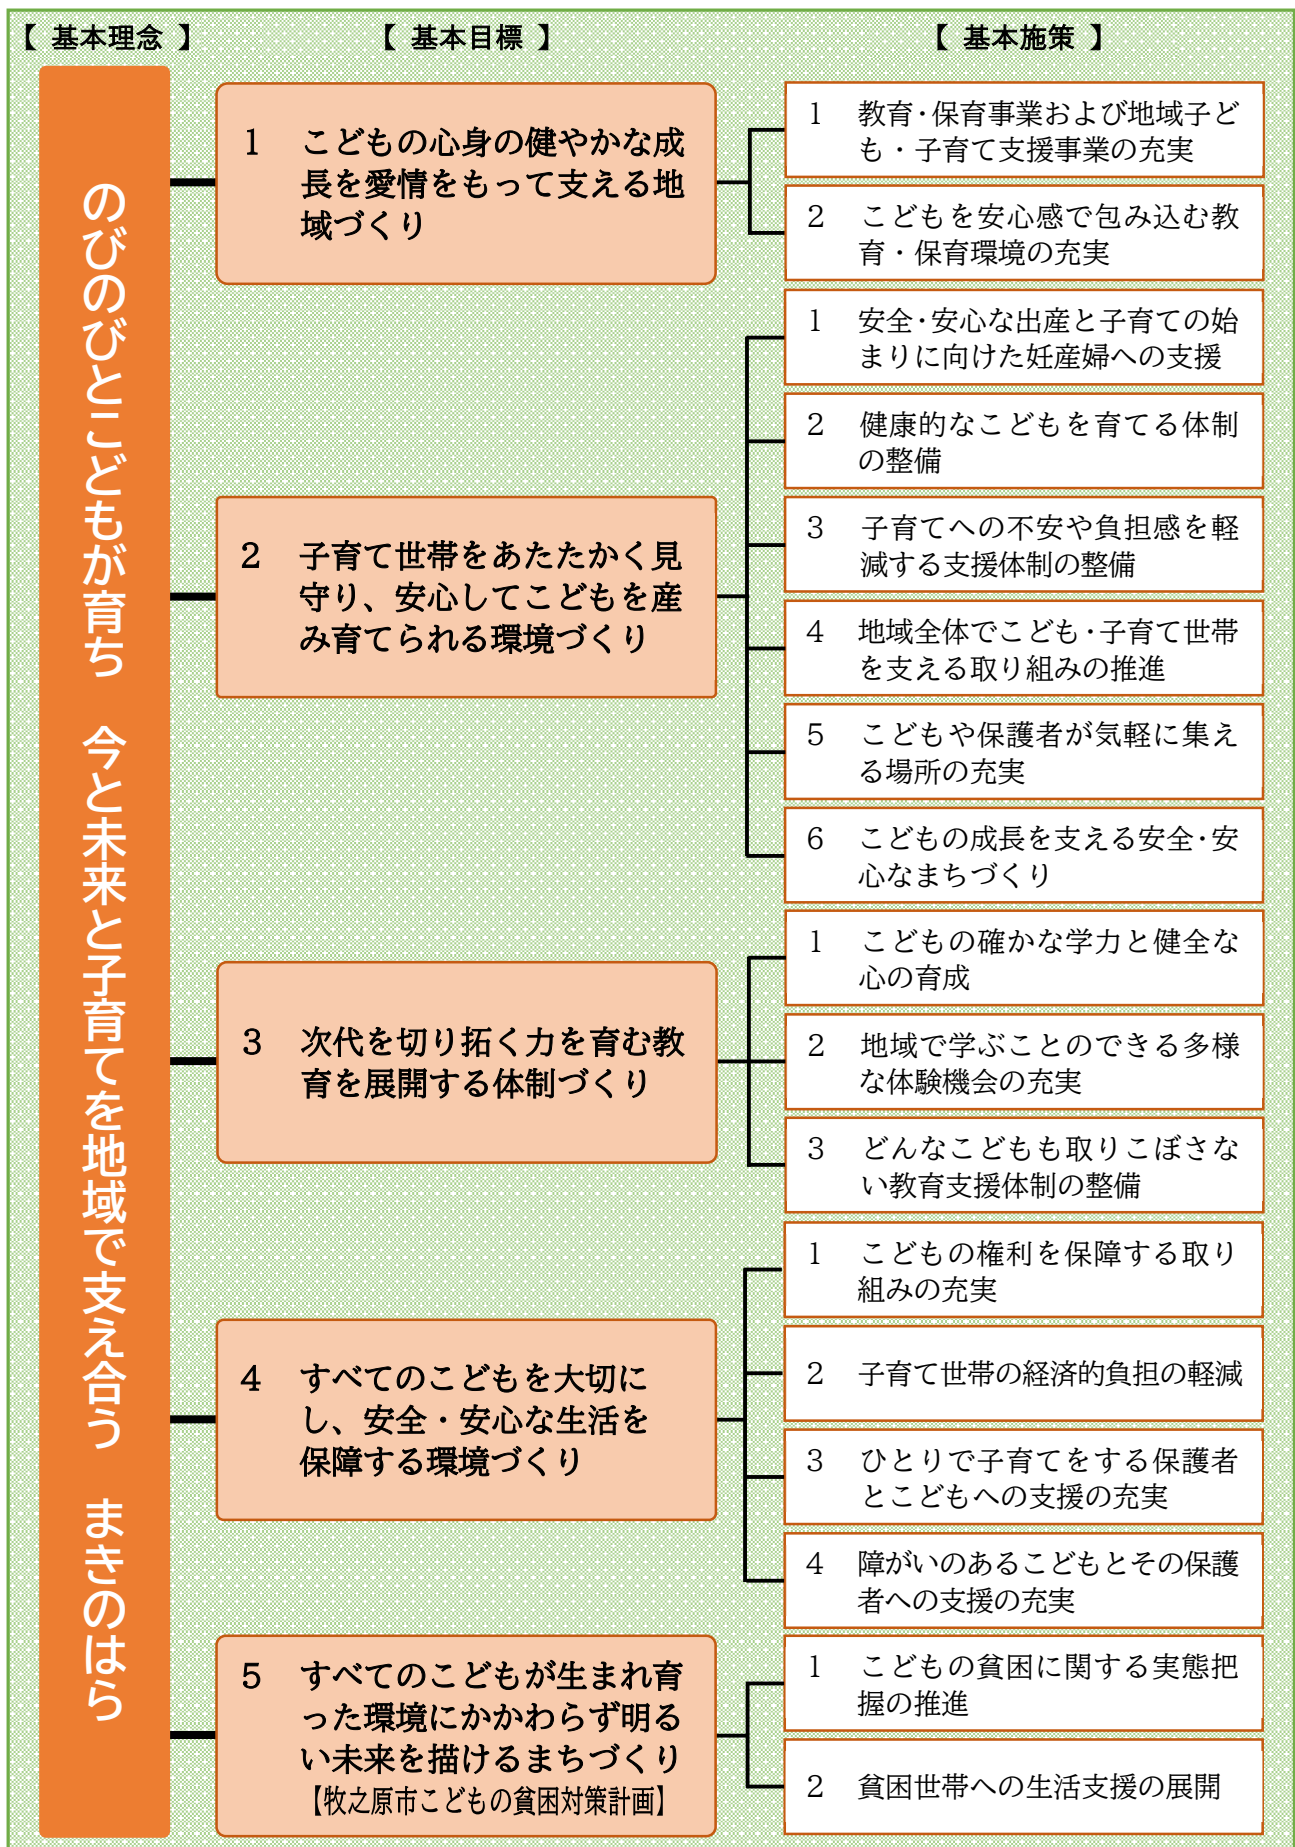 【 基本理念 】
【 基本目標 】
【 基本施策 】
のびのびとこどもが育ち　今と未来と子育てを地域で支え合う　まきのはら
1　こどもの心身の健やかな成
長を愛情をもって支える地
域づくり
1　教育・保育事業および地域子ど
も・子育て支援事業の充実
2　こどもを安心感で包み込む教
育・保育環境の充実
2　子育て世帯をあたたかく見
守り、安心してこどもを産
み育てられる環境づくり
1　安全・安心な出産と子育ての始
まりに向けた妊産婦への支援
2　健康的なこどもを育てる体制
の整備
3　子育てへの不安や負担感を軽
減する支援体制の整備
4　地域全体でこども・子育て世帯
を支える取り組みの推進
5　こどもや保護者が気軽に集え
る場所の充実
6　こどもの成長を支える安全・安
心なまちづくり
3　次代を切り拓く力を育む教
育を展開する体制づくり
1　こどもの確かな学力と健全な
心の育成
2　地域で学ぶことのできる多様
な体験機会の充実
3　どんなこどもも取りこぼさな
い教育支援体制の整備
4　すべてのこどもを大切に
し、安全・安心な生活を
保障する環境づくり
1　こどもの権利を保障する取り
組みの充実
2　子育て世帯の経済的負担の軽減
3　ひとりで子育てをする保護者
とこどもへの支援の充実
4　障がいのあるこどもとその保護
者への支援の充実
5　すべてのこどもが生まれ育
った環境にかかわらず明る
い未来を描けるまちづくり
【牧之原市こどもの貧困対策計画】
1　こどもの貧困に関する実態把
握の推進
2　貧困世帯への生活支援の展開